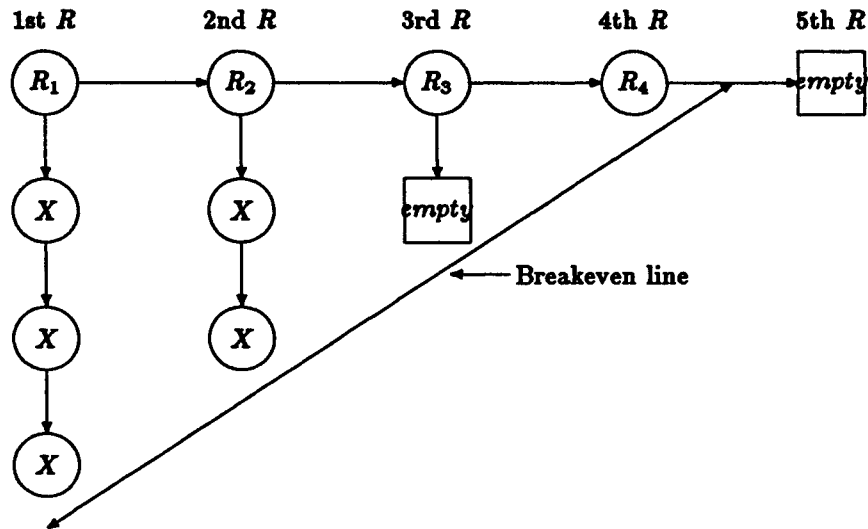 1st R 2nd R 3rd R 4th R 5th R
R₁ R₂ R₃ R₄ empty
X X empty
Breakeven line
X X
X